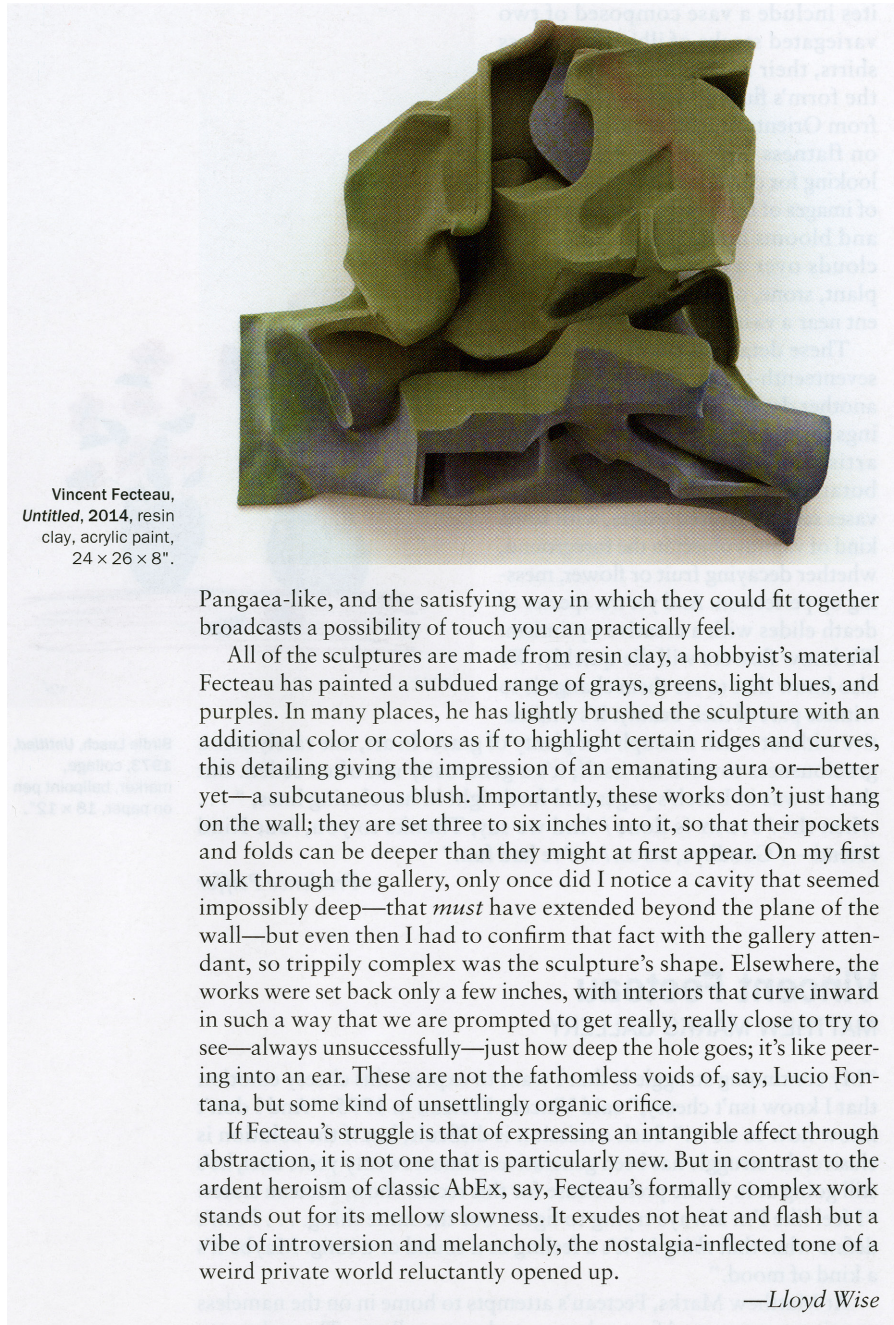 Vincent Fecteau,
Untitled, 2014, resin
clay, acrylic paint,
24 × 26 × 8".
Pangaea-like, and the satisfying way in which they could fit together
broadcasts a possibility of touch you can practically feel.
All of the sculptures are made from resin clay, a hobbyist's material
Fecteau has painted a subdued range of grays, greens, light blues, and
purples. In many places, he has lightly brushed the sculpture with an
additional color or colors as if to highlight certain ridges and curves,
this detailing giving the impression of an emanating aura or—better
yet—a subcutaneous blush. Importantly, these works don't just hang
on the wall; they are set three to six inches into it, so that their pockets
and folds can be deeper than they might at first appear. On my first
walk through the gallery, only once did I notice a cavity that seemed
impossibly deep—that must have extended beyond the plane of the
wall—but even then I had to confirm that fact with the gallery atten-
dant, so trippily complex was the sculpture's shape. Elsewhere, the
works were set back only a few inches, with interiors that curve inward
in such a way that we are prompted to get really, really close to try to
see—always unsuccessfully—just how deep the hole goes; it's like peer-
ing into an ear. These are not the fathomless voids of, say, Lucio Fon-
tana, but some kind of unsettlingly organic orifice.
If Fecteau's struggle is that of expressing an intangible affect through
abstraction, it is not one that is particularly new. But in contrast to the
ardent heroism of classic AbEx, say, Fecteau's formally complex work
stands out for its mellow slowness. It exudes not heat and flash but a
vibe of introversion and melancholy, the nostalgia-inflected tone of a
weird private world reluctantly opened up.
—Lloyd Wise